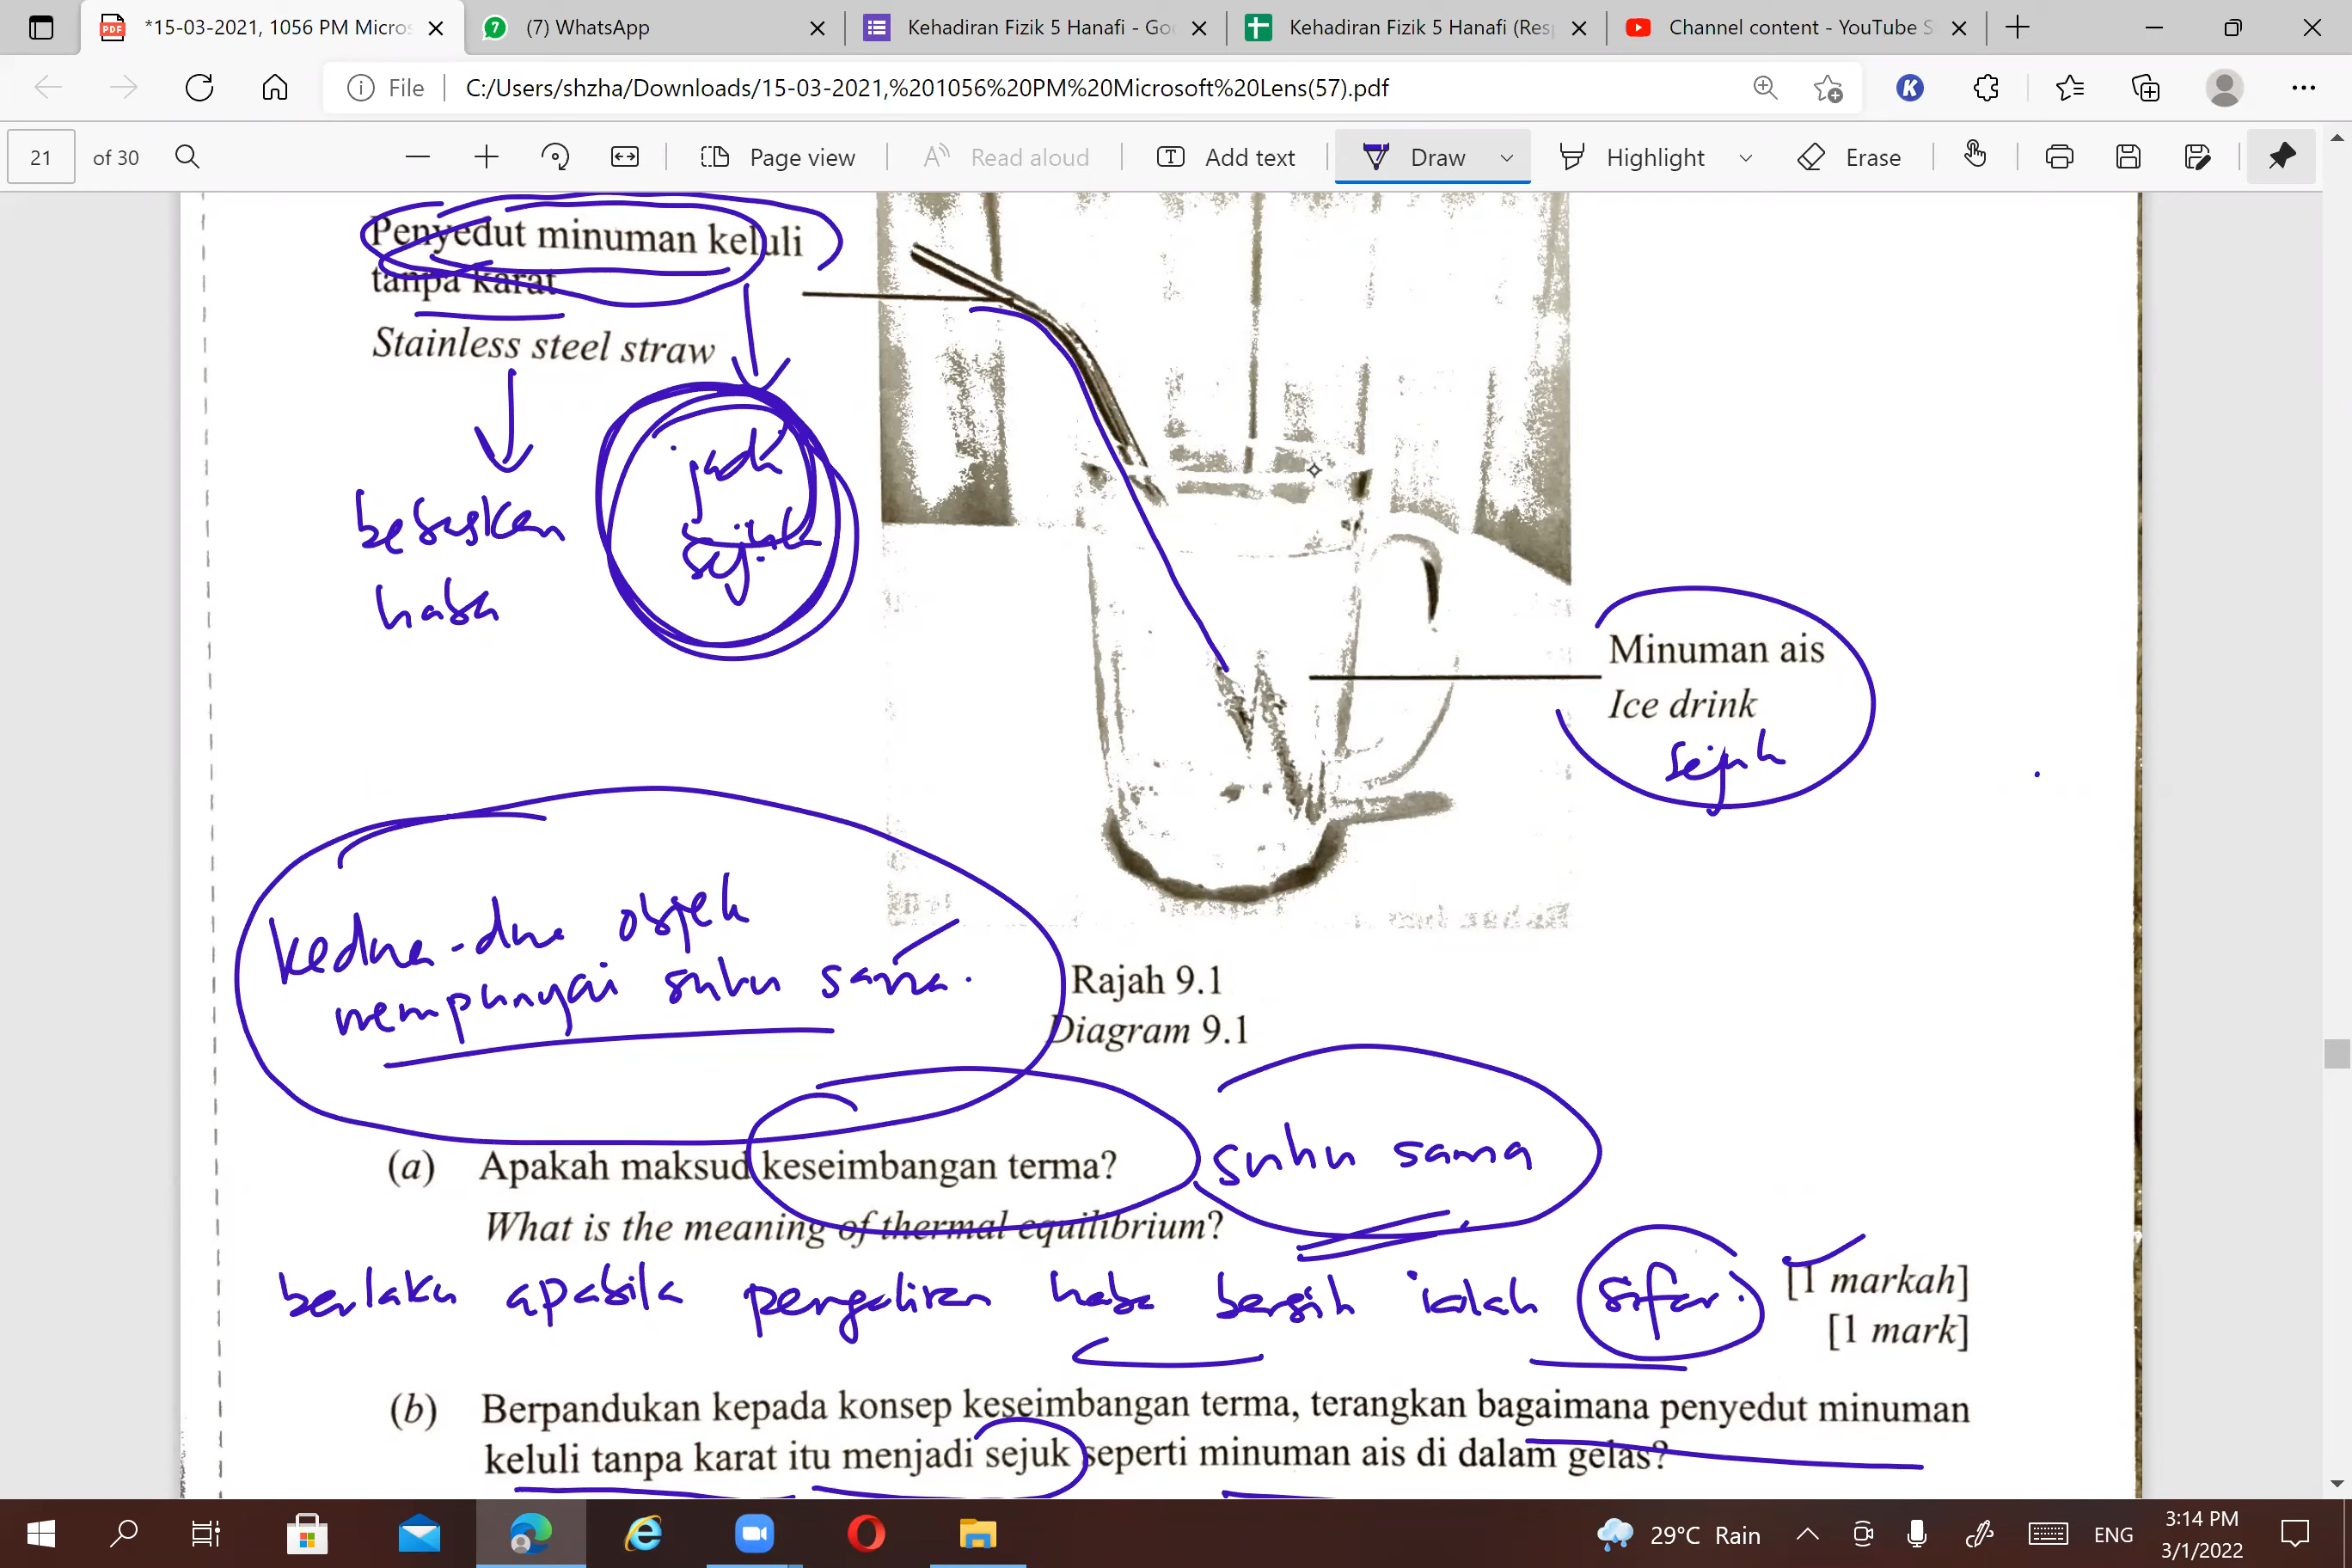 *15-03-2021, 1056 PM Micros
(7) WhatsApp
Kehadiran Fizik 5 Hanafi - Goo
Kehadiran Fizik 5 Hanafi (Resp
Channel content - YouTube S
File
C:/Users/shzha/Downloads/15-03-2021,%201056%20PM%20Microsoft%20Lens(57).pdf
21 of 30
Page view
Read aloud
Add text
Draw
Highlight
Erase
Penyedut minuman keluli
tanpa karat
Stainless steel straw
jadi
sejuk
bebaskan
haba
Minuman ais
Ice drink
sejuk
kedua-dua objek
mempunyai suhu sama.
Rajah 9.1
Diagram 9.1
(a) Apakah maksud keseimbangan terma?
suhu sama
What is the meaning of thermal equilibrium?
berlaku apabila pengaliran haba bersih ialah sifar.
[1 markah]
[1 mark]
(b) Berpandukan kepada konsep keseimbangan terma, terangkan bagaimana penyedut minuman
keluli tanpa karat itu menjadi sejuk seperti minuman ais di dalam gelas?
29°C Rain
ENG
3:14 PM
3/1/2022